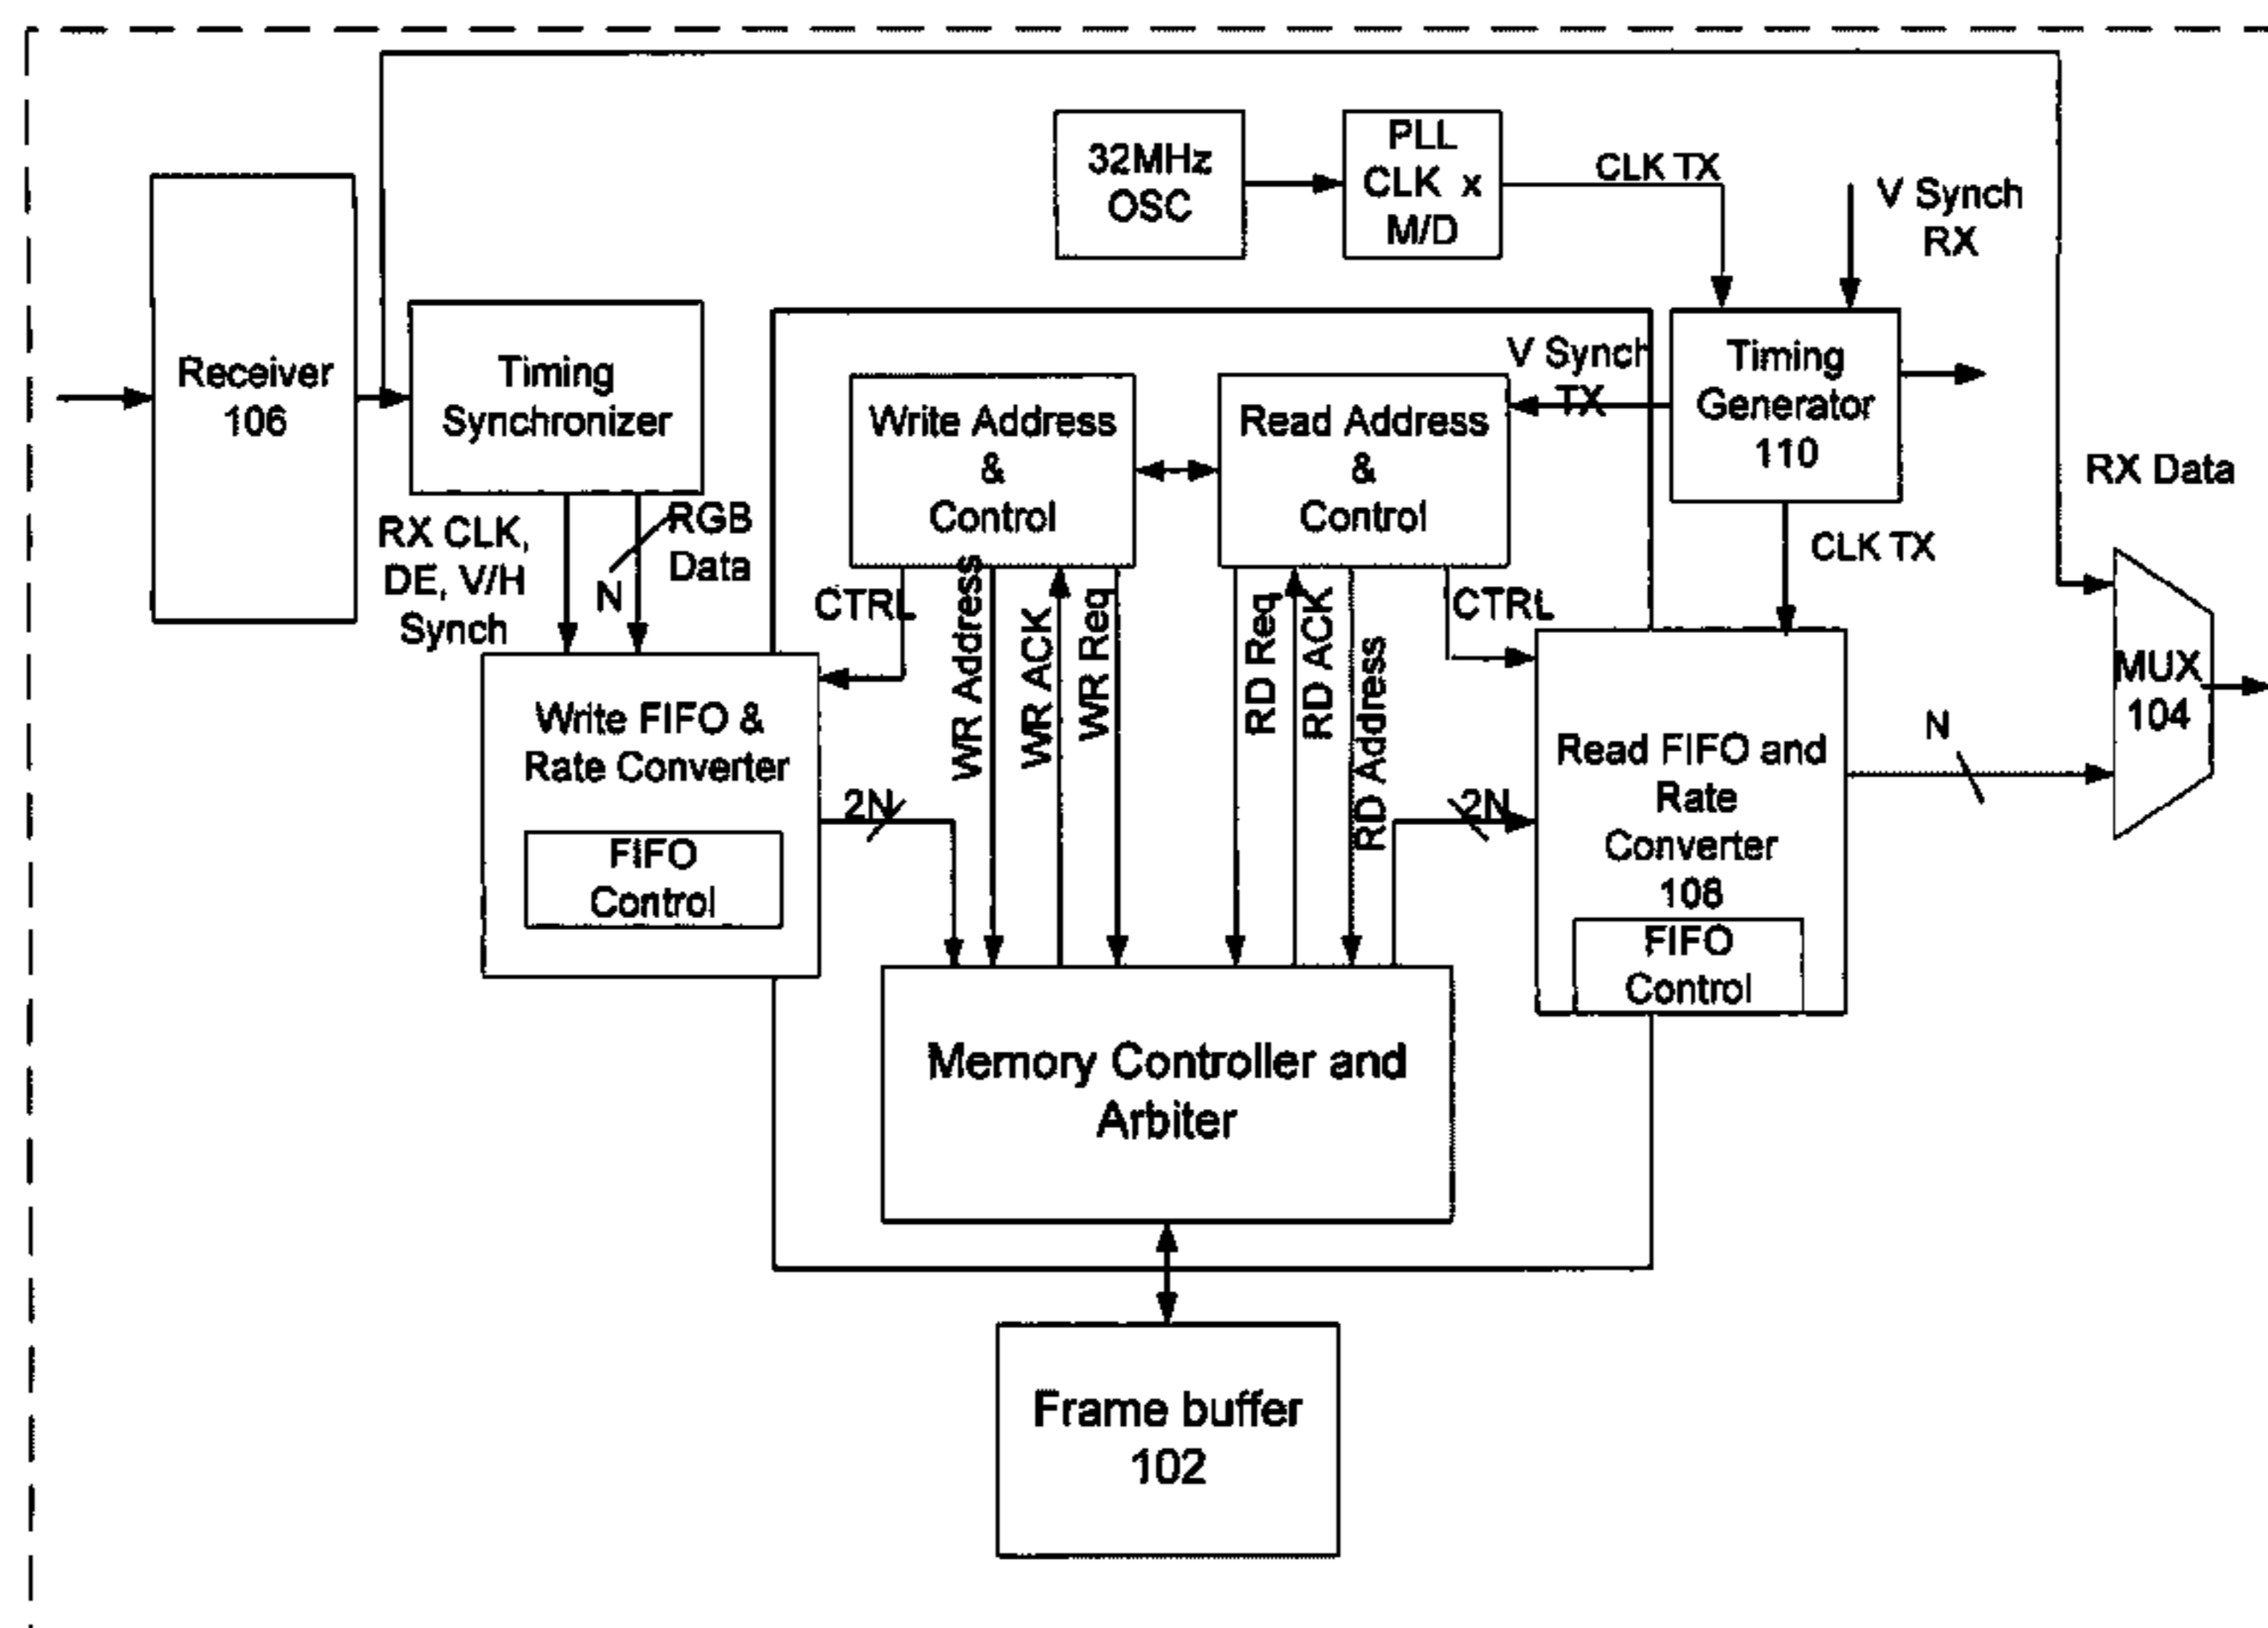 32MHz
OSC
PLL
CLK x
M/D
CLK TX
V Synch
RX
Receiver
106
Timing
Synchronizer
Write Address
&
Control
Read Address
&
Control
V Synch
TX
Timing
Generator
110
RX Data
RX CLK,
DE, V/H
Synch
N
RGB
Data
CTRL
WR Address
WR ACK
WR Req
RD Req
RD ACK
RD Address
CTRL
CLK TX
Write FIFO &
Rate Converter
FIFO
Control
2N
2N
Read FIFO and
Rate
Converter
108
FIFO
Control
N
MUX
104
Memory Controller and
Arbiter
Frame buffer
102